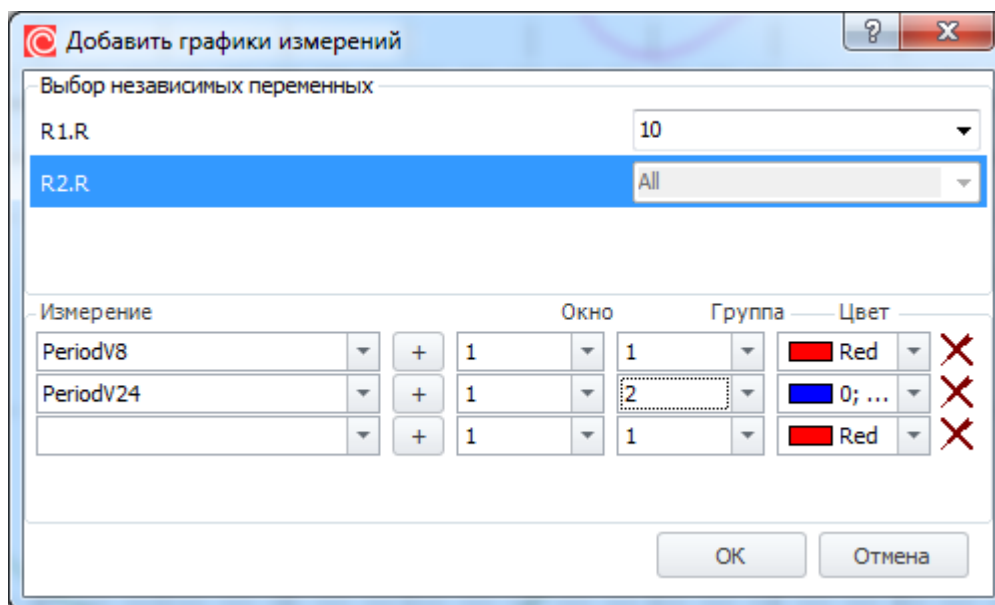 Добавить графики измерений
Выбор независимых переменных
R1.R 10
R2.R All
Измерение Окно Группа Цвет
PeriodV8 + 1 1 Red
PeriodV24 + 1 2 0; ...
+ 1 1 Red
OK Отмена